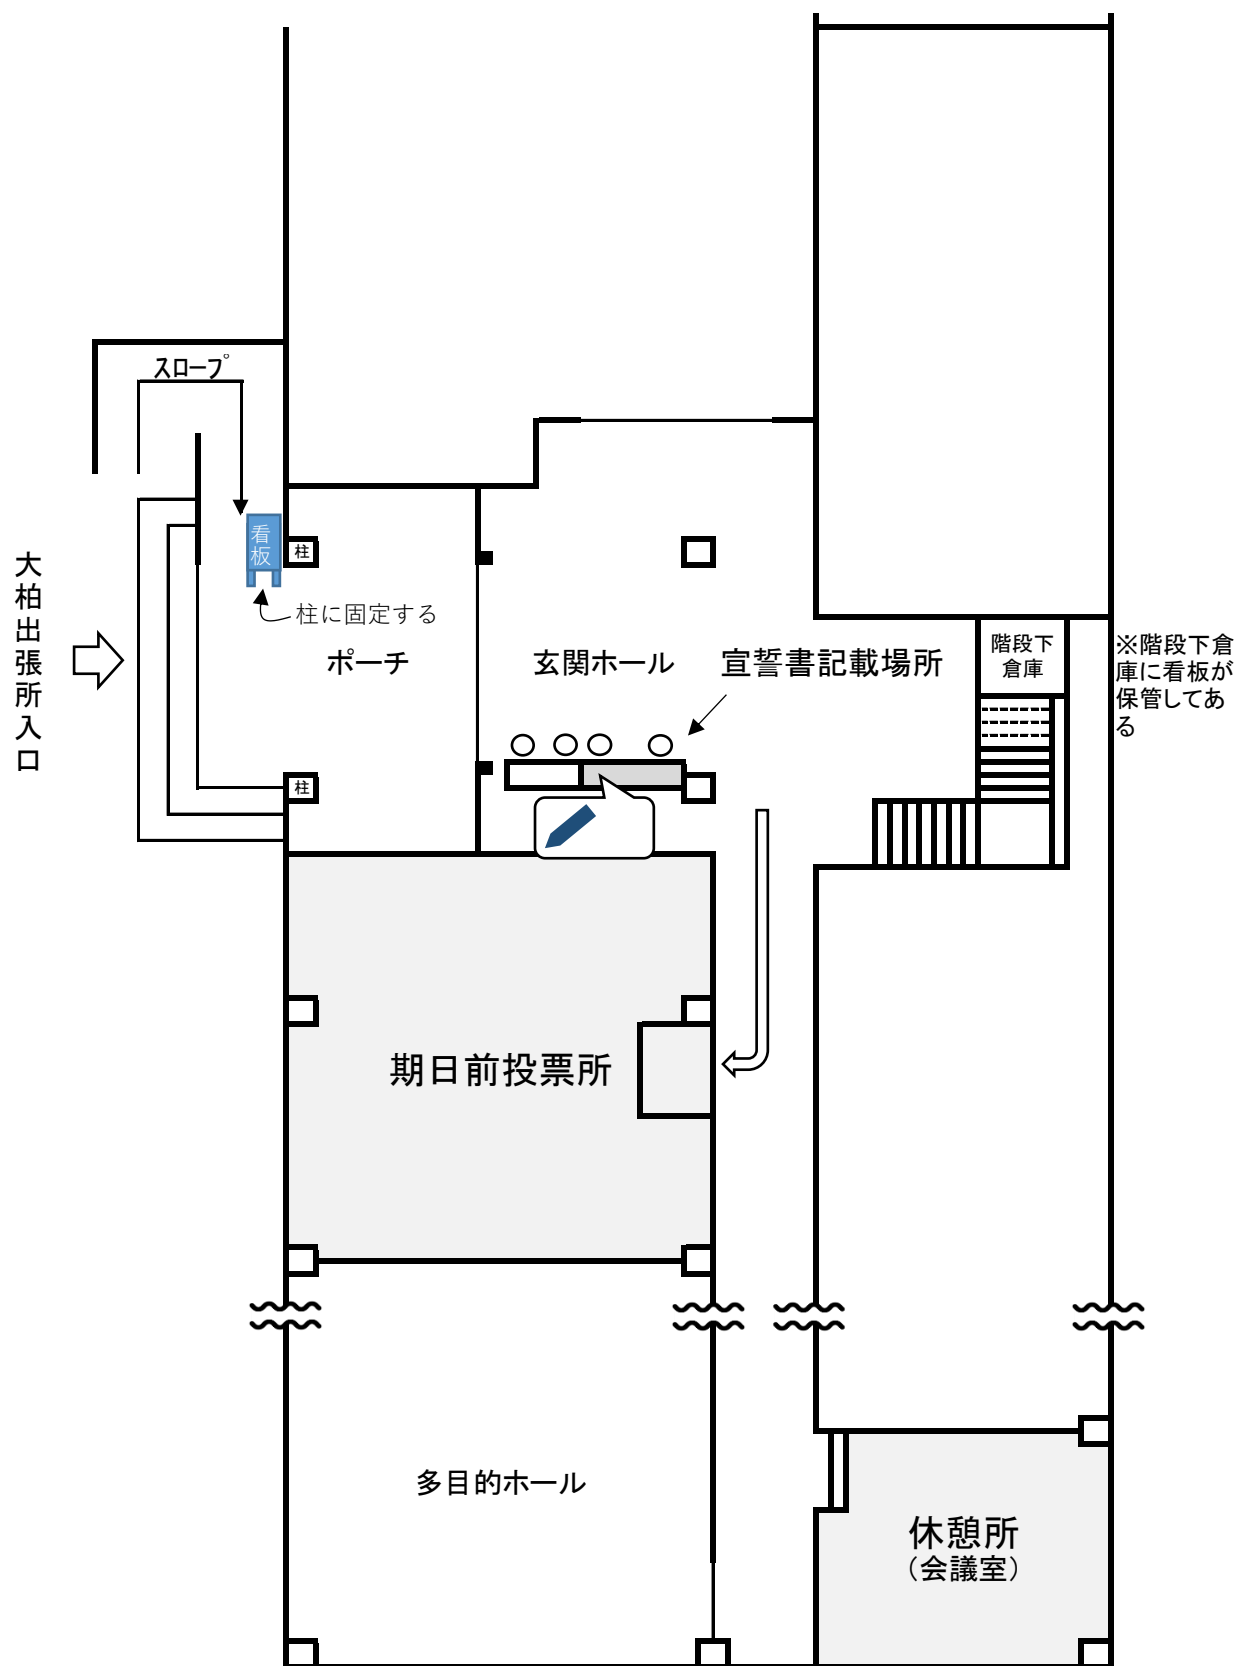 スロープ
看
板
柱
柱に固定する
大柏出張所入口
ポーチ
玄関ホール
宣誓書記載場所
階段下
倉庫
※階段下倉
庫に看板が
保管してあ
る
柱
期日前投票所
多目的ホール
休憩所
（会議室）